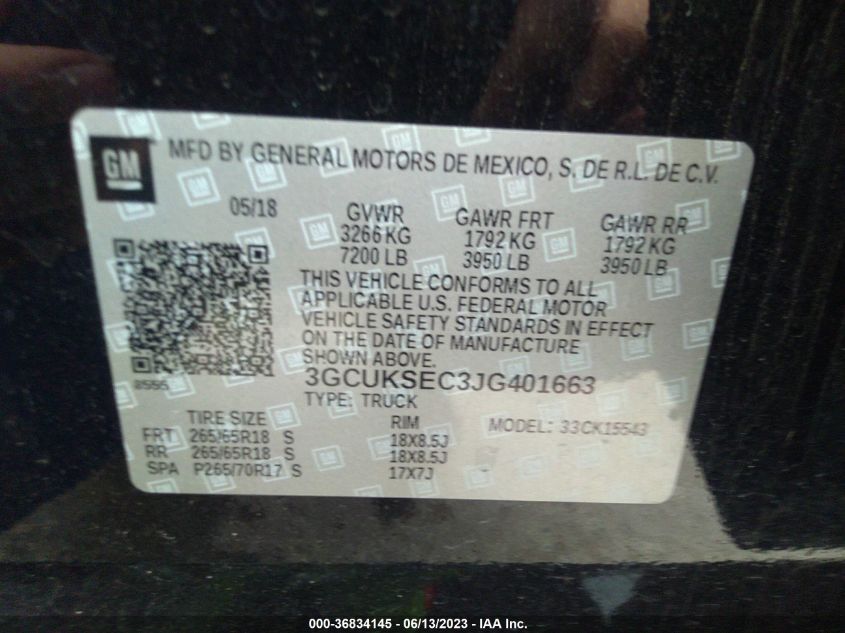 GM MFD BY GENERAL MOTORS DE MEXICO, S. DE R.L. DE C.V.
05/18 GVWR GAWR FRT GAWR RR
3266 KG 1792 KG 1792 KG
7200 LB 3950 LB 3950 LB
THIS VEHICLE CONFORMS TO ALL
APPLICABLE U.S. FEDERAL MOTOR
VEHICLE SAFETY STANDARDS IN EFFECT
ON THE DATE OF MANUFACTURE
SHOWN ABOVE.
3GCUKSEC3JG401663
TYPE: TRUCK
TIRE SIZE RIM MODEL: 33CK15543
FRT 265/65R18 S 18X8.5J
RR 265/65R18 S 18X8.5J
SPA P265/70R17 S 17X7J
000-36834145 - 06/13/2023 - IAA Inc.